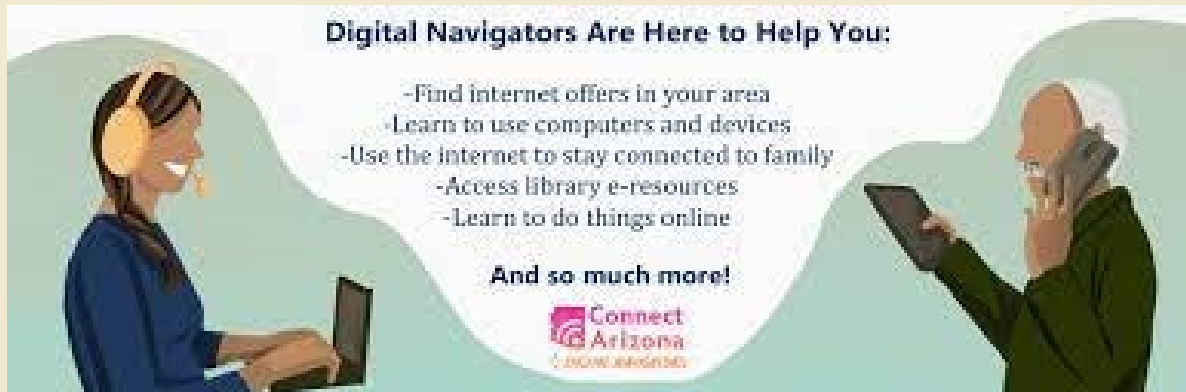 Digital Navigators Are Here to Help You:
-Find internet offers in your area
-Learn to use computers and devices
-Use the internet to stay connected to family
-Access library e-resources
-Learn to do things online
And so much more!
Connect
Arizona
DIGITAL NAVIGATORS